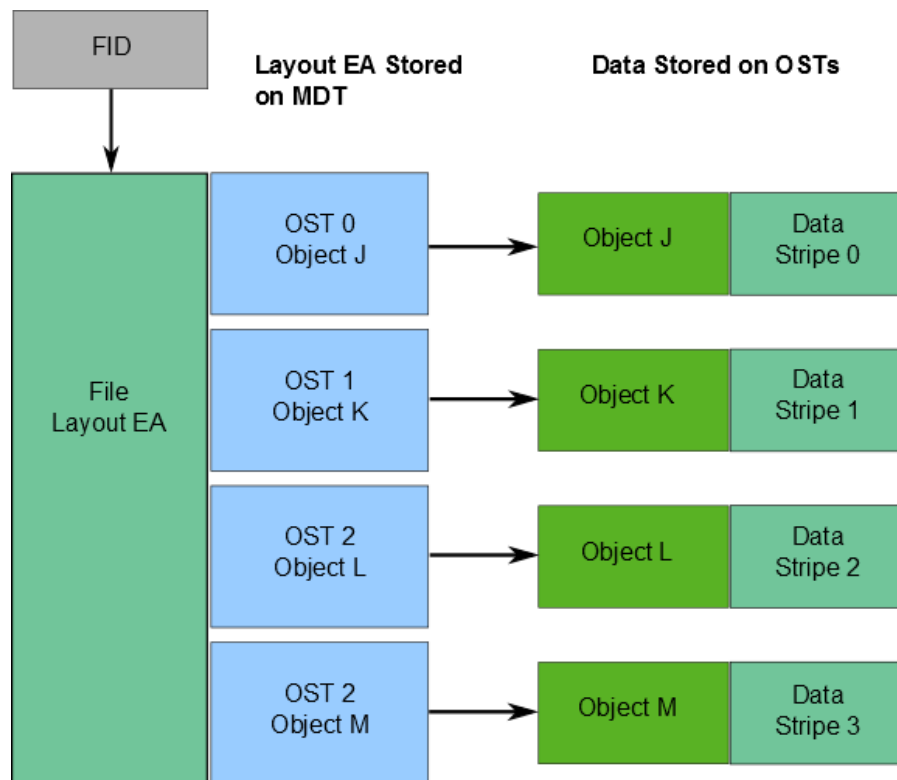 FID
Layout EA Stored
on MDT
Data Stored on OSTs
File
Layout EA
OST 0
Object J
Object J
Data
Stripe 0
OST 1
Object K
Object K
Data
Stripe 1
OST 2
Object L
Object L
Data
Stripe 2
OST 2
Object M
Object M
Data
Stripe 3